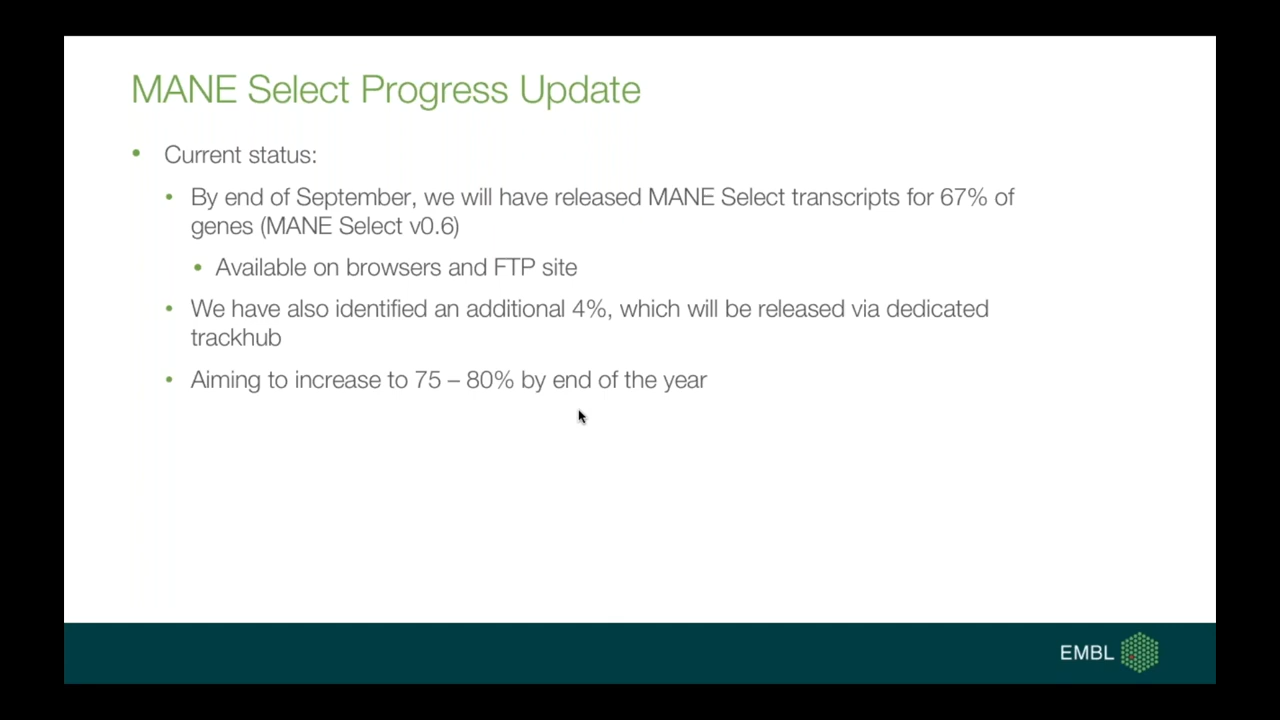 MANE Select Progress Update
• Current status:
• By end of September, we will have released MANE Select transcripts for 67% of
genes (MANE Select v0.6)
• Available on browsers and FTP site
• We have also identified an additional 4%, which will be released via dedicated
trackhub
• Aiming to increase to 75 – 80% by end of the year
EMBL